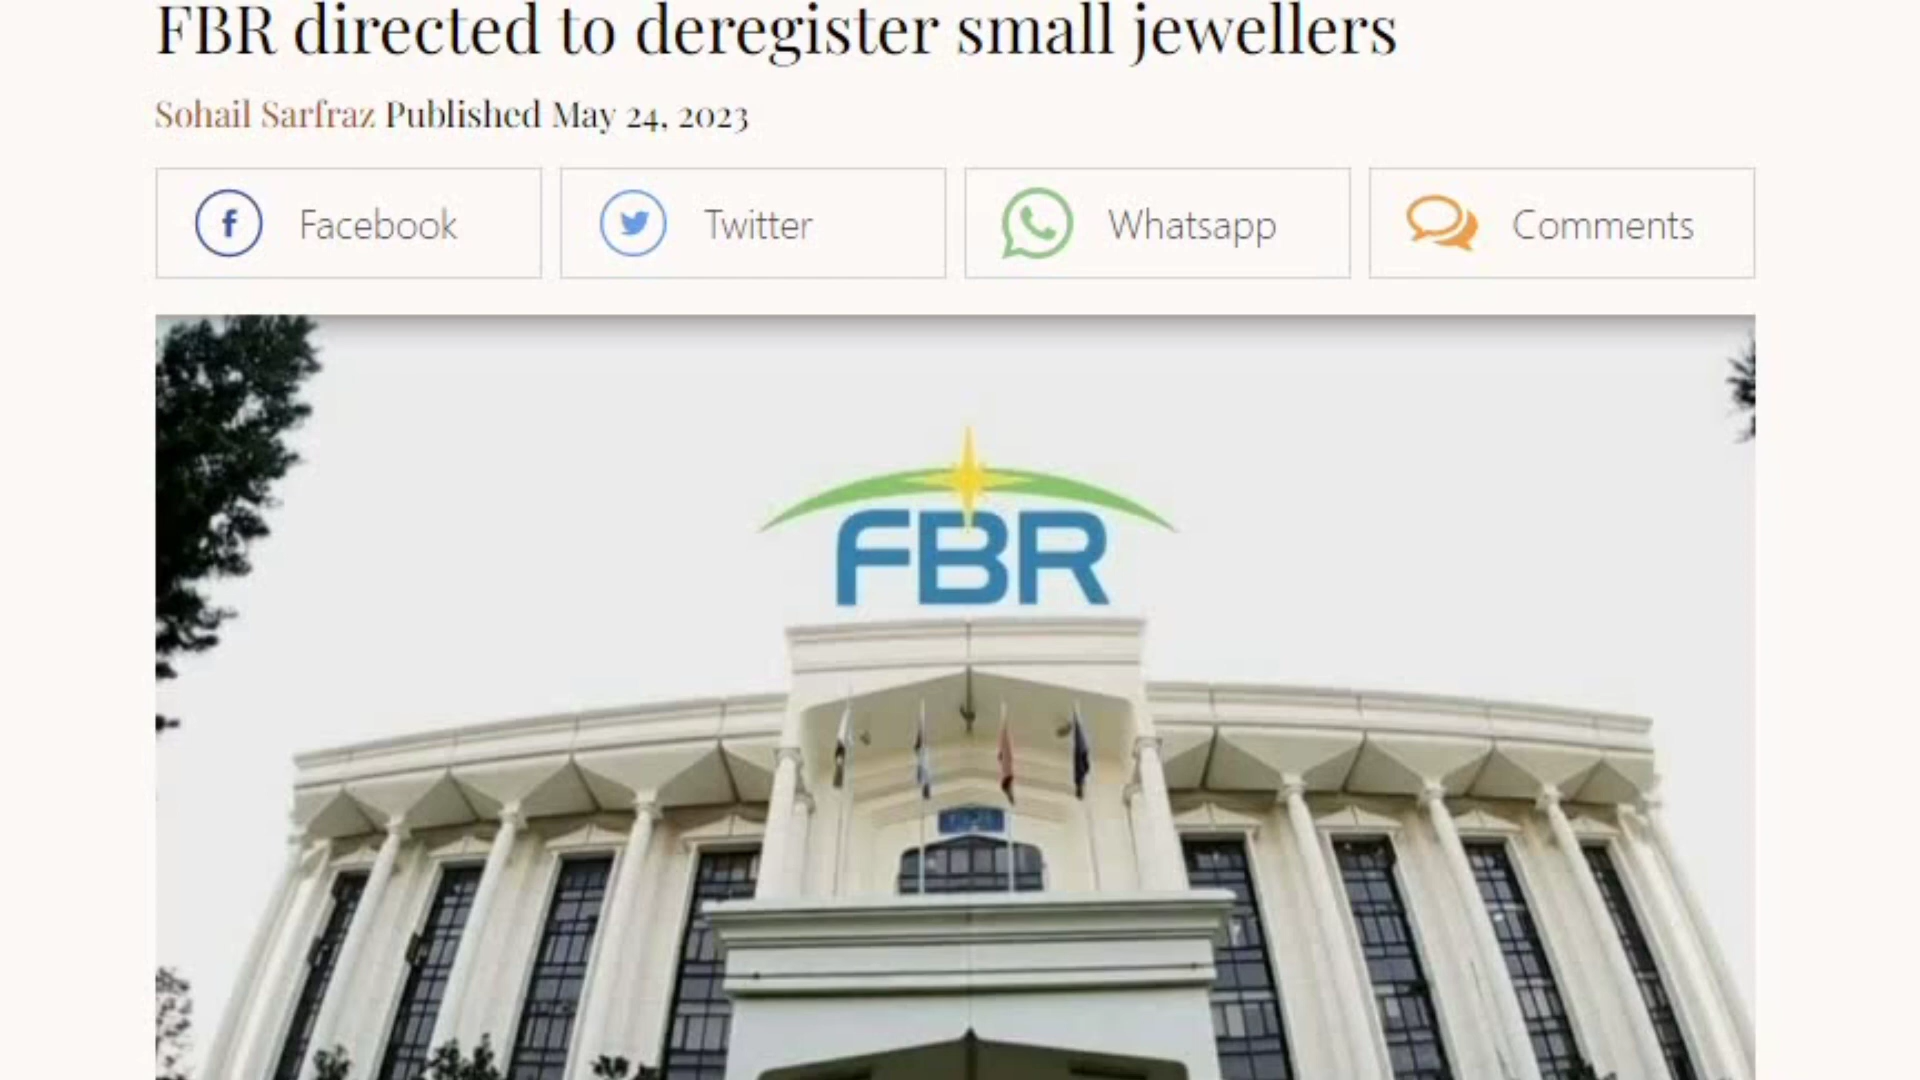 FBR directed to deregister small jewellers
Sohail Sarfraz Published May 24, 2023
Facebook
Twitter
Whatsapp
Comments
FBR